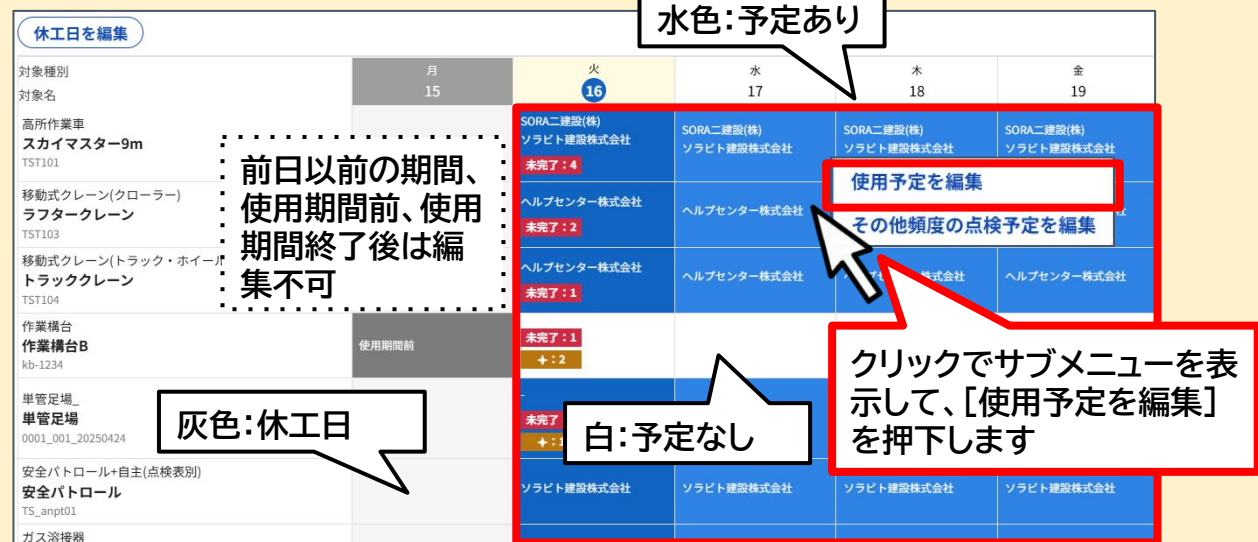 水色：予定あり
休工日を編集
対象種別
対象名
月
15
火
16
水
17
木
18
金
19
高所作業車
スカイマスター9m
TST101
SORA二建設(株)
ソラビト建設株式会社
未完了：4
SORA二建設(株)
ソラビト建設株式会社
SORA二建設(株)
ソラビト建設株式会社
SORA二建設(株)
ソラビト建設株式会社
前日以前の期間、
使用期間前、使用
期間終了後は編
集不可
使用予定を編集
その他頻度の点検予定を編集
移動式クレーン(クローラー)
ラフタークレーン
TST103
ヘルプセンター株式会社
未完了：2
ヘルプセンター株式会社
移動式クレーン(トラック・ホイール
トラッククレーン
TST104
ヘルプセンター株式会社
未完了：1
ヘルプセンター株式会社
株式会社
ヘルプセンター株式会社
作業構台
作業構台B
kb-1234
使用期間前
未完了：1
：2
クリックでサブメニューを表
示して、［使用予定を編集］
を押下します
単管足場_
単管足場
0001_001_20250424
灰色：休工日
-
未完了
白：予定なし
安全パトロール+自主(点検表別)
安全パトロール
TS_anpt01
ソラビト建設株式会社
ソラビト建設株式会社
ソラビト建設株式会社
ソラビト建設株式会社
ガス溶接器